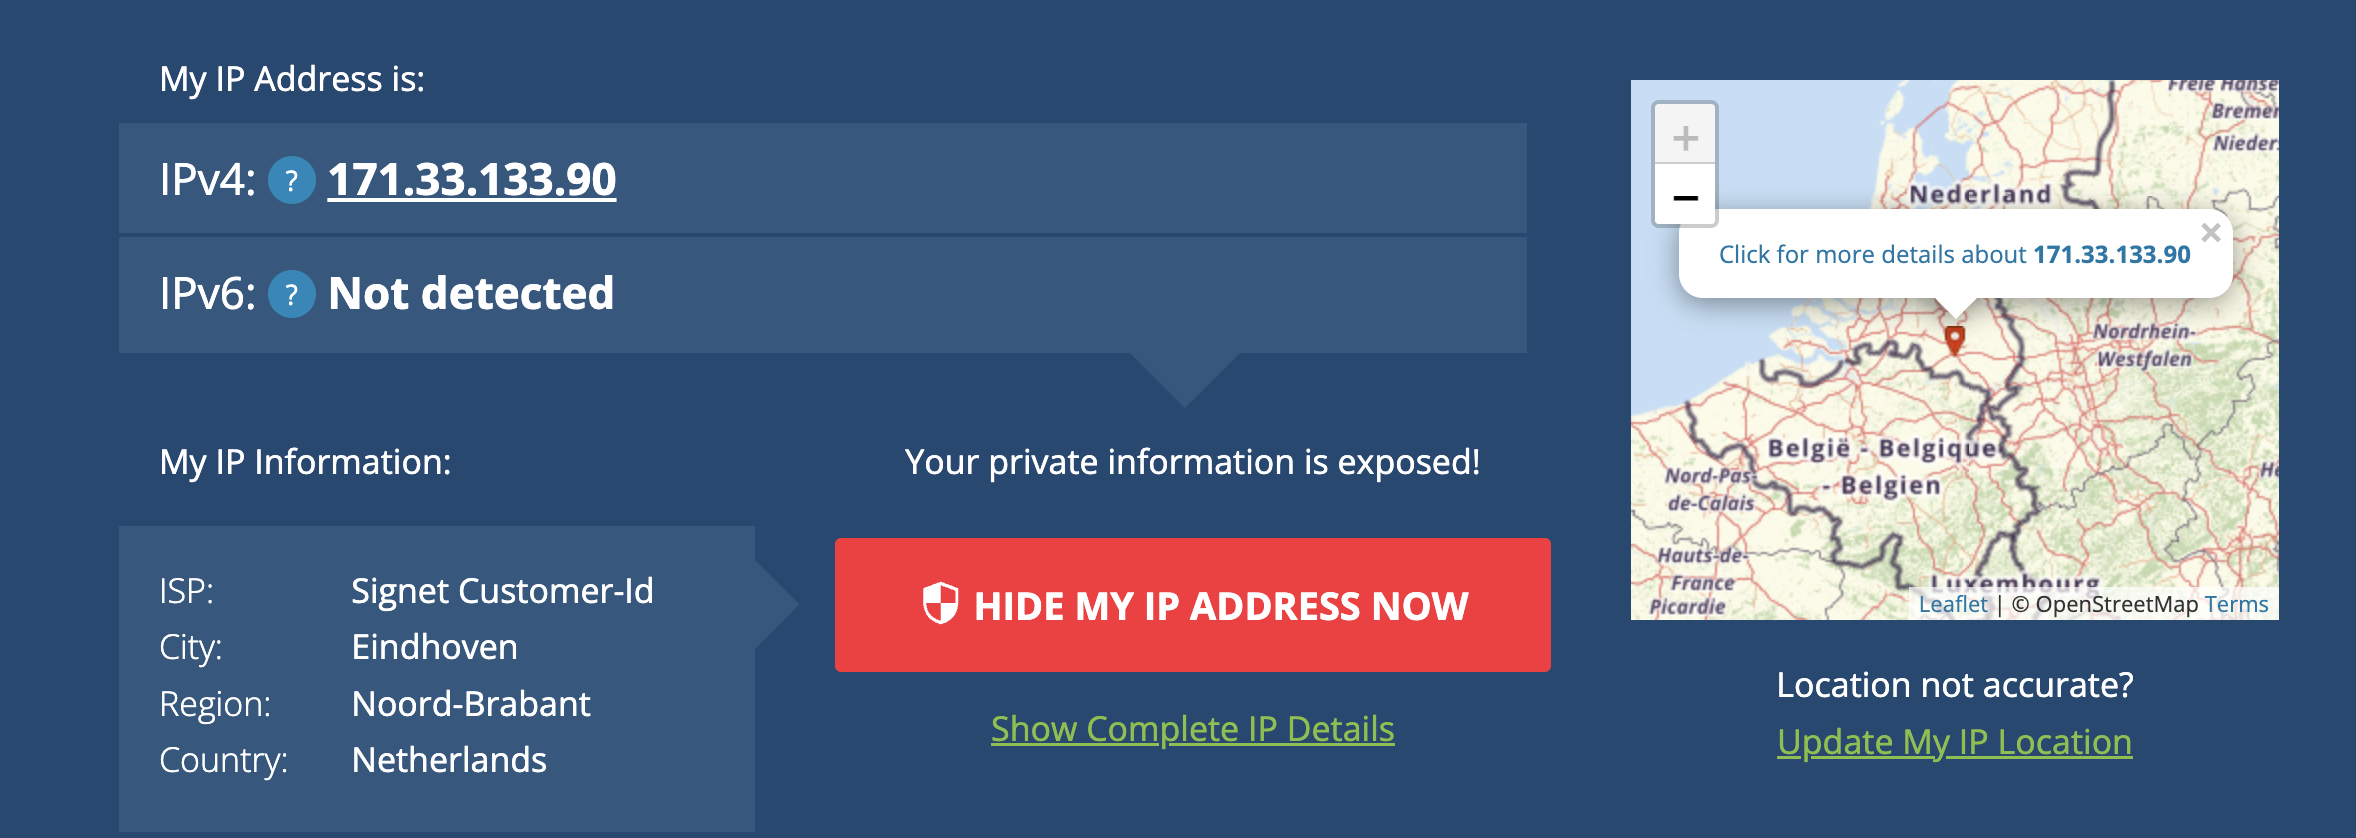 My IP Address is:
IPv4: ? 171.33.133.90
IPv6: ? Not detected
My IP Information:
ISP: Signet Customer-Id
City: Eindhoven
Region: Noord-Brabant
Country: Netherlands
Your private information is exposed!
HIDE MY IP ADDRESS NOW
Show Complete IP Details
+
−
Freie Hanse
Bremen
Nieder
Nederland
Click for more details about 171.33.133.90 ×
Nordrhein-
Westfalen
België - Belgique
- Belgien
Nord-Pas-
de-Calais
Hauts-de-
France
Picardie
Luxembourg
Leaflet | © OpenStreetMap Terms
Location not accurate?
Update My IP Location